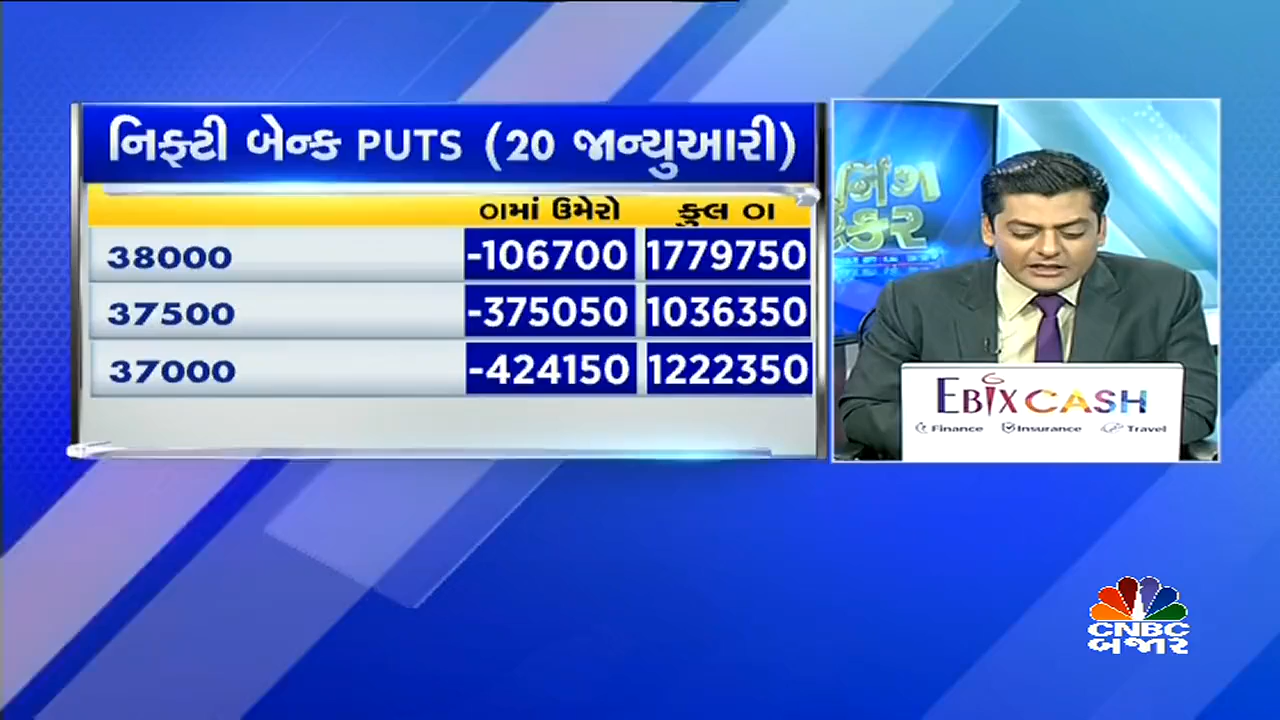 નિફ્ટી બેન્ક PUTS (20 જાન્યુઆરી)
OIમાં ઉમેરો કુલ OI
38000 -106700 1779750
37500 -375050 1036350
37000 -424150 1222350
EBIXCASH
Finance Insurance Travel
CNBC
બજાર